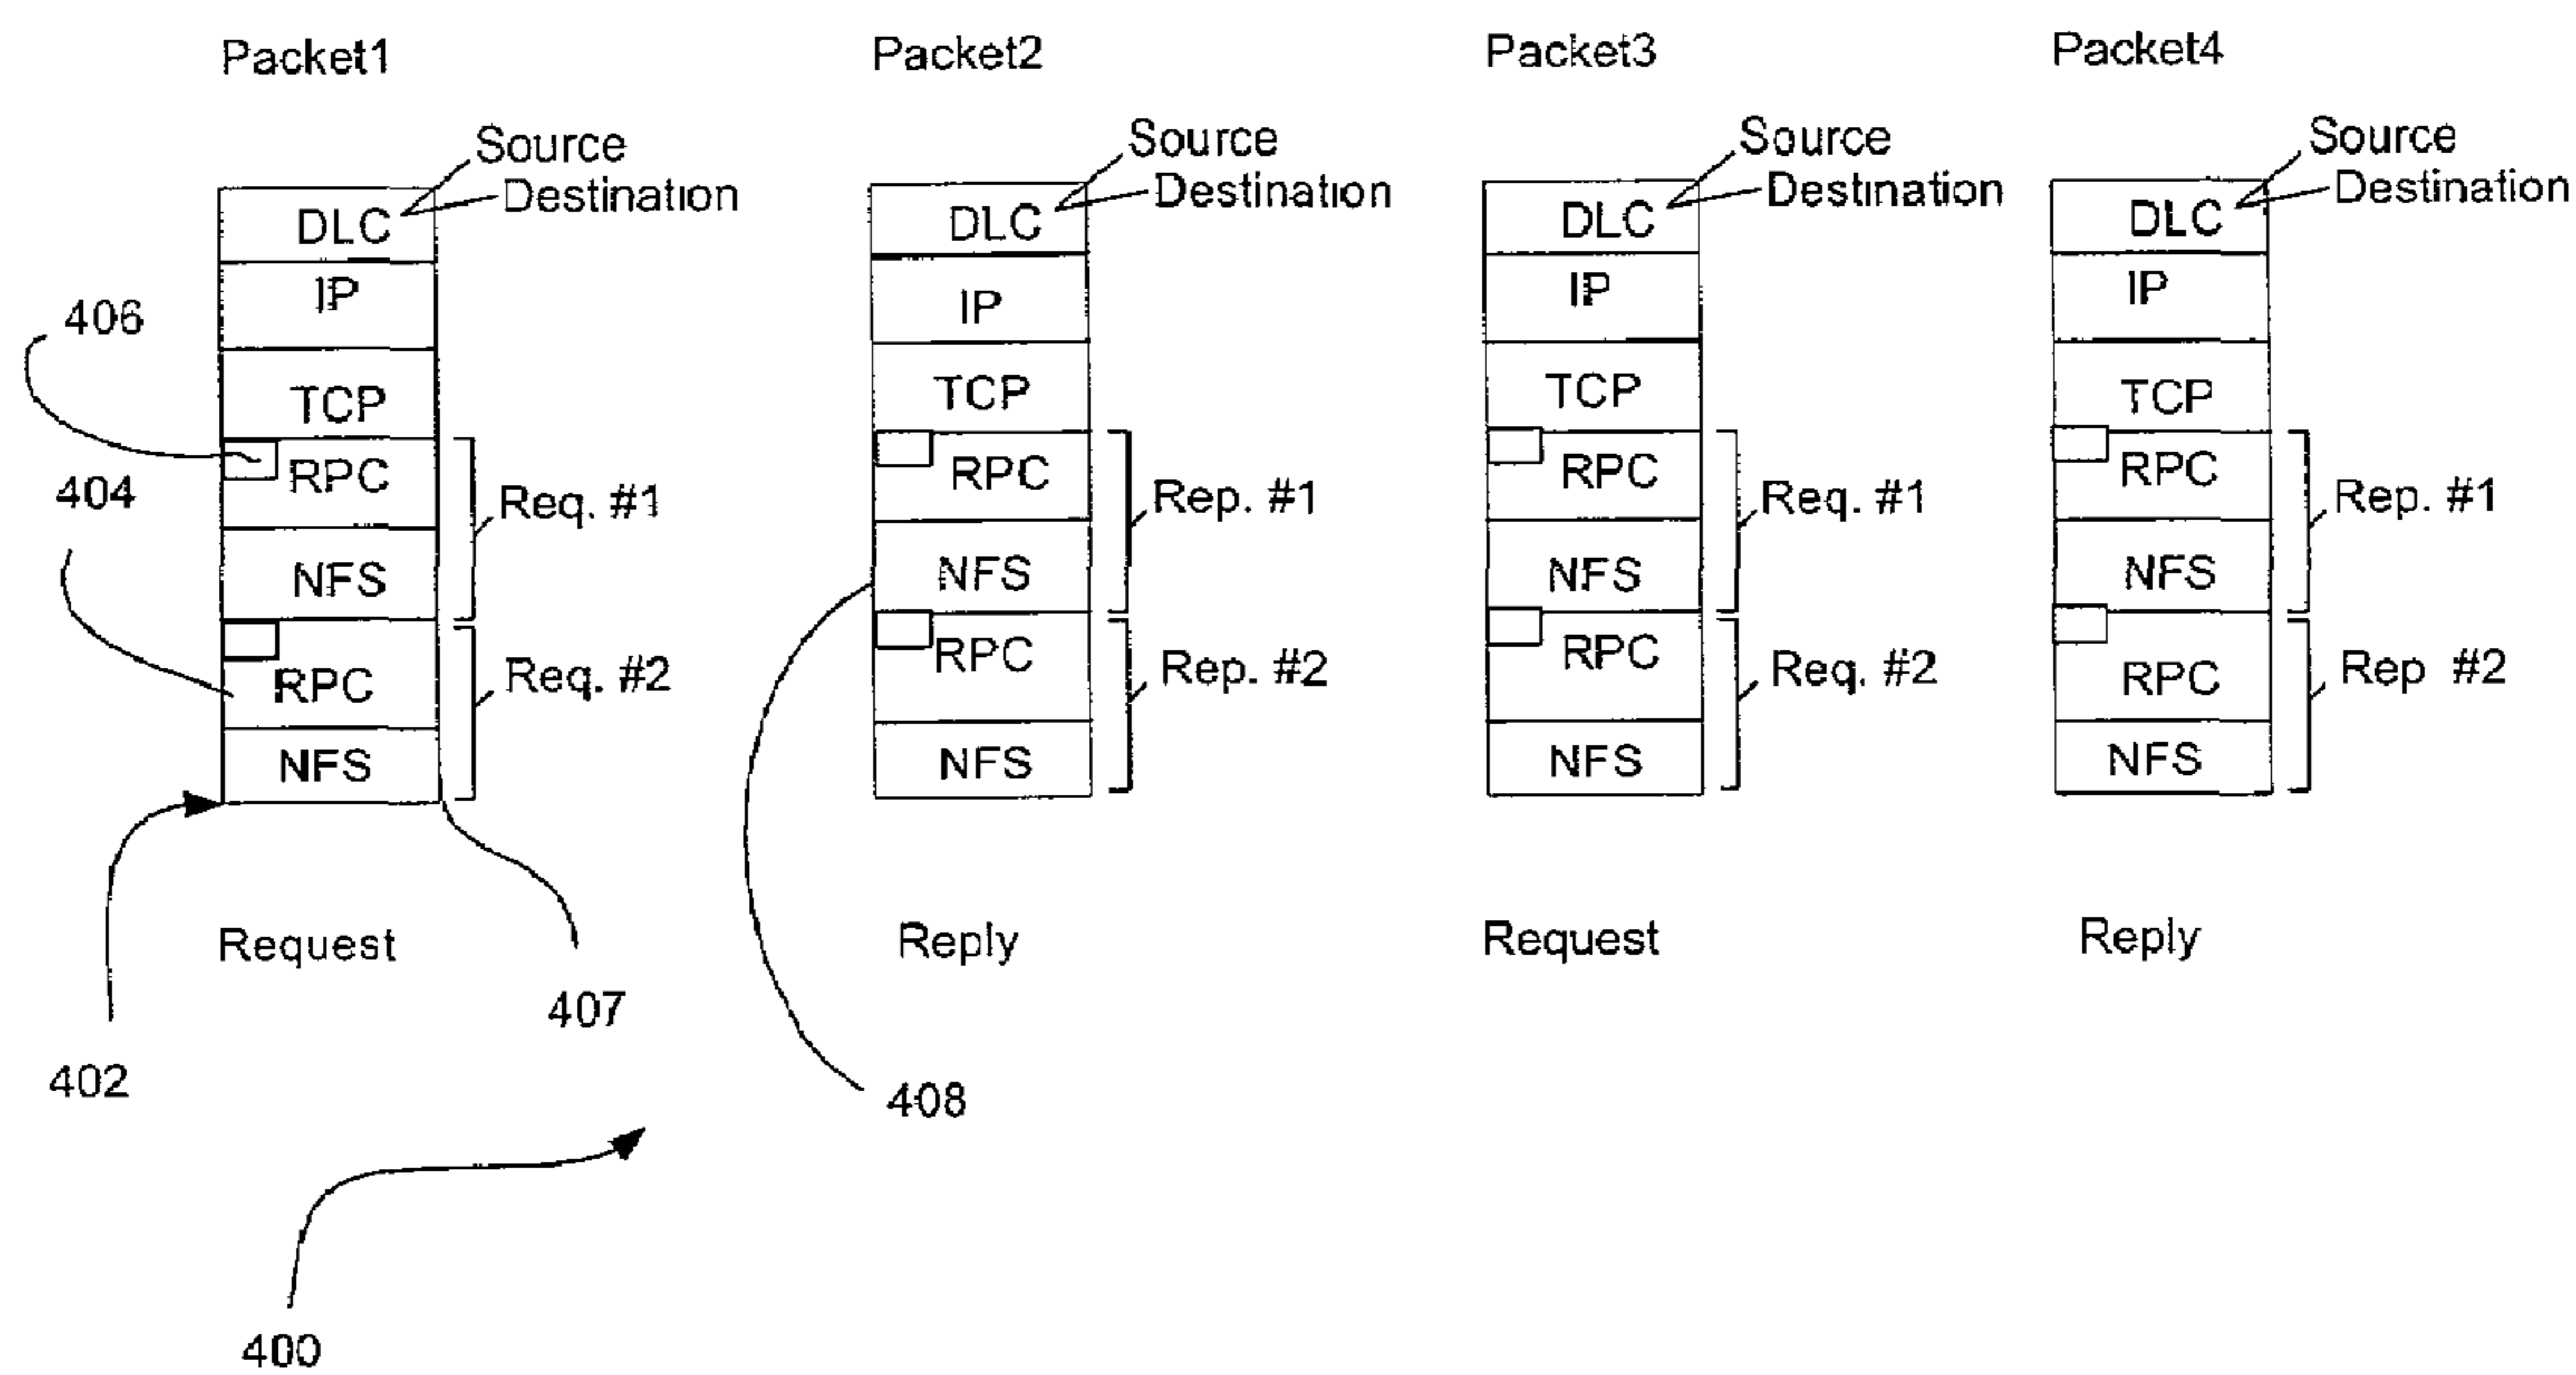 Packet1
Packet2
Packet3
Packet4
Source
Destination
Source
Destination
Source
Destination
Source
Destination
DLC
IP
TCP
RPC
NFS
RPC
NFS
406
404
Req. #1
Req. #2
DLC
IP
TCP
RPC
NFS
RPC
NFS
Rep. #1
Rep. #2
DLC
IP
TCP
RPC
NFS
RPC
NFS
Req. #1
Req. #2
DLC
IP
TCP
RPC
NFS
RPC
NFS
Rep. #1
Rep #2
Request
Reply
Request
Reply
407
402
408
400